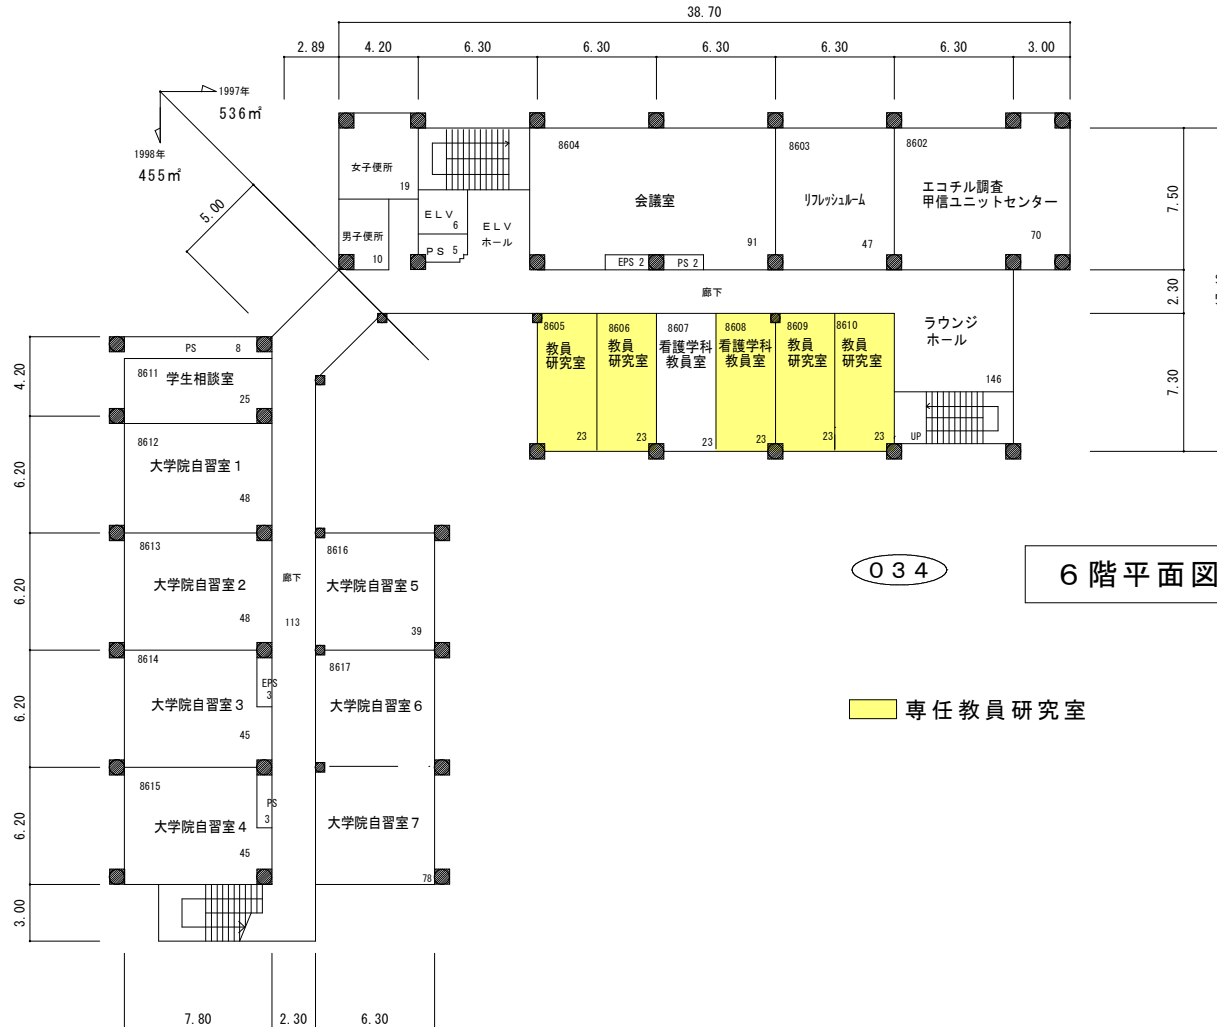 38.70
2.89 4.20 6.30 6.30 6.30 6.30 6.30 3.00
1997年
536㎡
1998年
455㎡
5.00
女子便所
19
男子便所
10
ELV
6
PS 5
ELV
ホール
8604
会議室
91
EPS 2
PS 2
8603
リフレッシュルーム
47
8602
エコチル調査
甲信ユニットセンター
70
7.50
2.30
7.30
廊下
ラウンジ
ホール
146
UP
8605
教員
研究室
23
8606
教員
研究室
23
8607
看護学科
教員室
23
8608
看護学科
教員室
23
8609
教員
研究室
23
8610
教員
研究室
23
PS 8
8611
学生相談室
25
8612
大学院自習室1
48
8613
大学院自習室2
48
8614
大学院自習室3
EPS
3
45
8615
大学院自習室4
PS
3
45
廊下
113
8616
大学院自習室5
39
8617
大学院自習室6
大学院自習室7
78
4.20
6.20
6.20
6.20
6.20
3.00
7.80 2.30 6.30
034
6階平面図
専任教員研究室